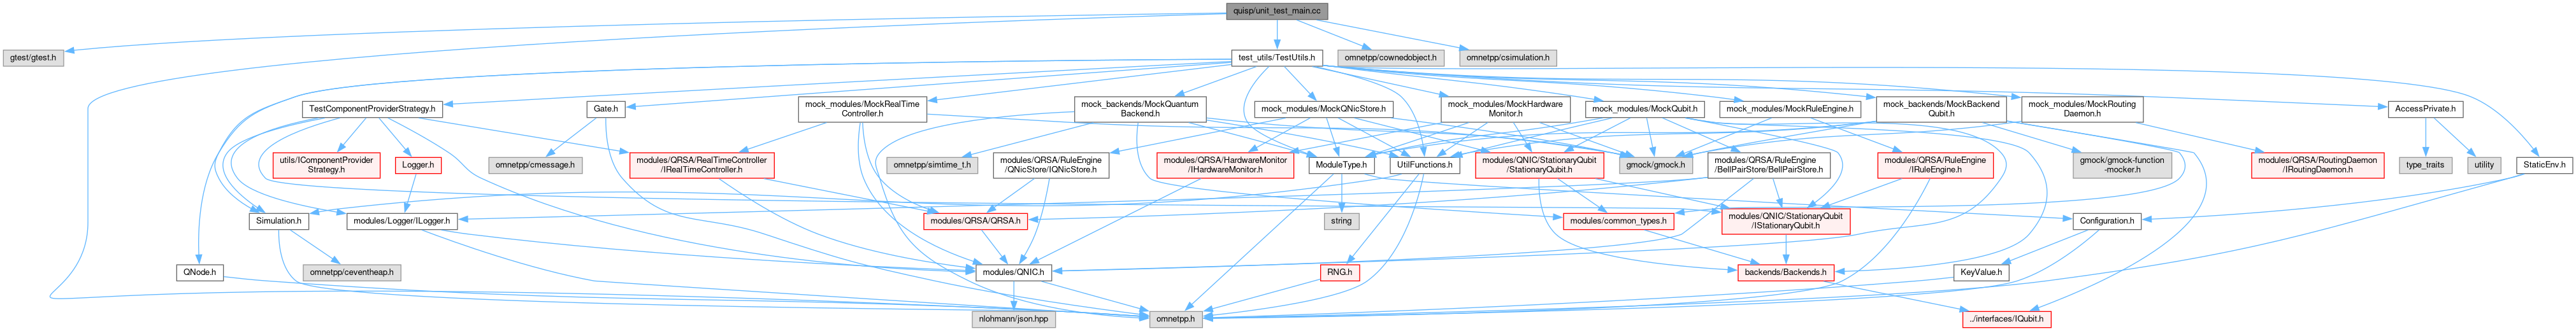 quisp/unit_test_main.cc
gtest/gtest.h
test_utils/TestUtils.h
omnetpp/cownedobject.h
omnetpp/csimulation.h
TestComponentProviderStrategy.h
Gate.h
mock_modules/MockRealTime
Controller.h
mock_backends/MockQuantum
Backend.h
mock_modules/MockQNicStore.h
mock_modules/MockHardware
Monitor.h
mock_modules/MockQubit.h
mock_modules/MockRuleEngine.h
mock_backends/MockBackend
Qubit.h
mock_modules/MockRouting
Daemon.h
AccessPrivate.h
utils/IComponentProvider
Strategy.h
Logger.h
omnetpp/cmessage.h
modules/QRSA/RealTimeController
/IRealTimeController.h
omnetpp/simtime_t.h
modules/QRSA/RuleEngine
/QNicStore/IQNicStore.h
modules/QRSA/HardwareMonitor
/IHardwareMonitor.h
ModuleType.h
UtilFunctions.h
modules/QNIC/StationaryQubit
/StationaryQubit.h
gmock/gmock.h
modules/QRSA/RuleEngine
/BellPairStore/BellPairStore.h
modules/QRSA/RuleEngine
/IRuleEngine.h
gmock/gmock-function
-mocker.h
modules/QRSA/RoutingDaemon
/IRoutingDaemon.h
type_traits
utility
StaticEnv.h
Simulation.h
modules/Logger/ILogger.h
modules/QRSA/QRSA.h
string
modules/common_types.h
modules/QNIC/StationaryQubit
/IStationaryQubit.h
Configuration.h
QNode.h
omnetpp/ceventheap.h
modules/QNIC.h
RNG.h
backends/Backends.h
KeyValue.h
nlohmann/json.hpp
omnetpp.h
../interfaces/IQubit.h